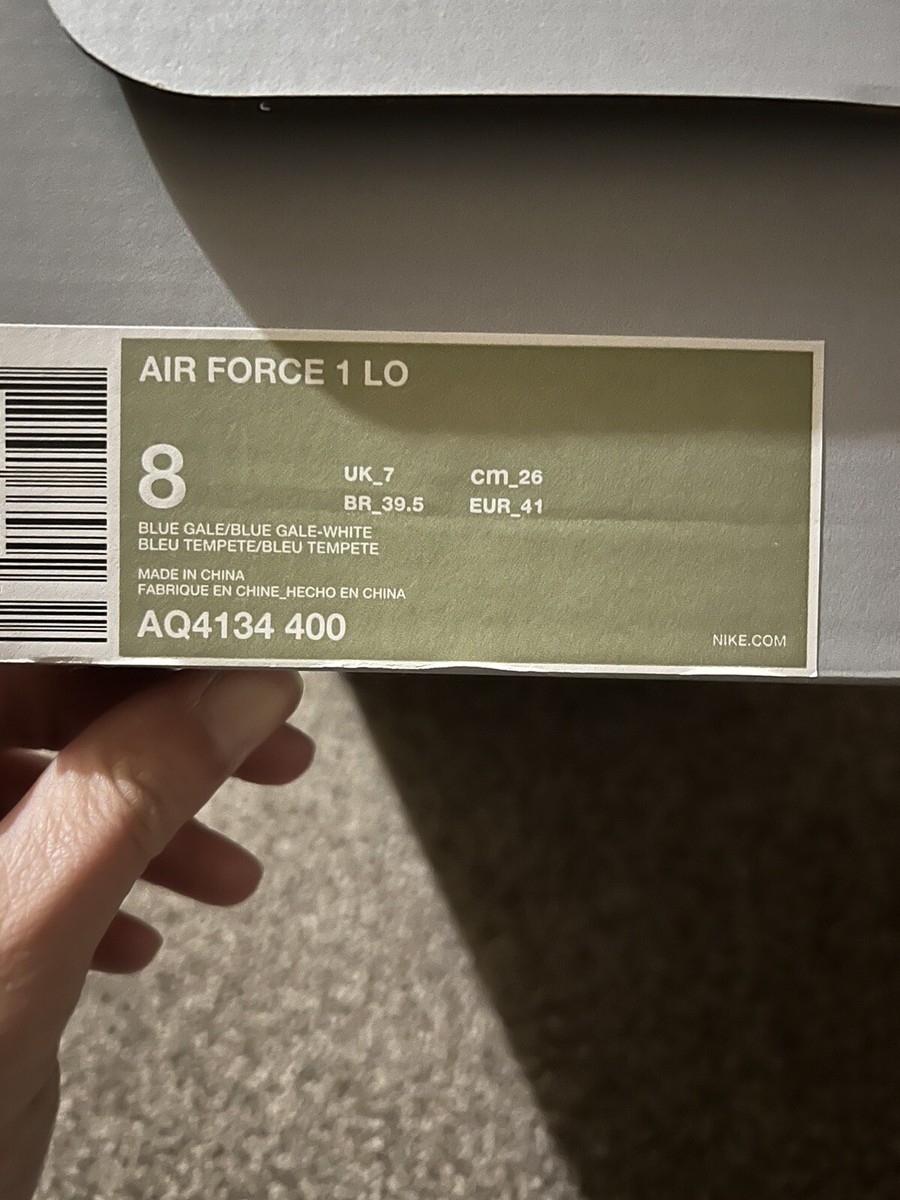 AIR FORCE 1 LO
8
UK_7 cm_26
BR_39.5 EUR_41
BLUE GALE/BLUE GALE-WHITE
BLEU TEMPETE/BLEU TEMPETE
MADE IN CHINA
FABRIQUE EN CHINE_HECHO EN CHINA
AQ4134 400
NIKE.COM